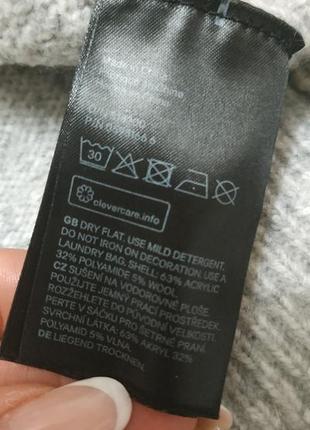 Made in
30
clevercare.info
GB DRY FLAT. USE MILD DETERGENT.
DO NOT IRON ON DECORATION. USE A
LAUNDRY BAG. SHELL: 63% ACRYLIC
32% POLYAMIDE 5% WOOL
CZ SUŠENÍ NA VODOROVNÉ PLOŠE.
POUŽIJTE JEMNÝ PRACÍ PROSTŘEDEK.
ROZŽEHLETE DO PŮVODNÍ VELIKOSTI.
PERTE V SÁČKU PRO ŠETRNÉ PRANÍ.
SVRCHNÍ LÁTKA: 63% AKRYL 32%
POLYAMID 5% VLNA.
DE LIEGEND TROCKNEN.